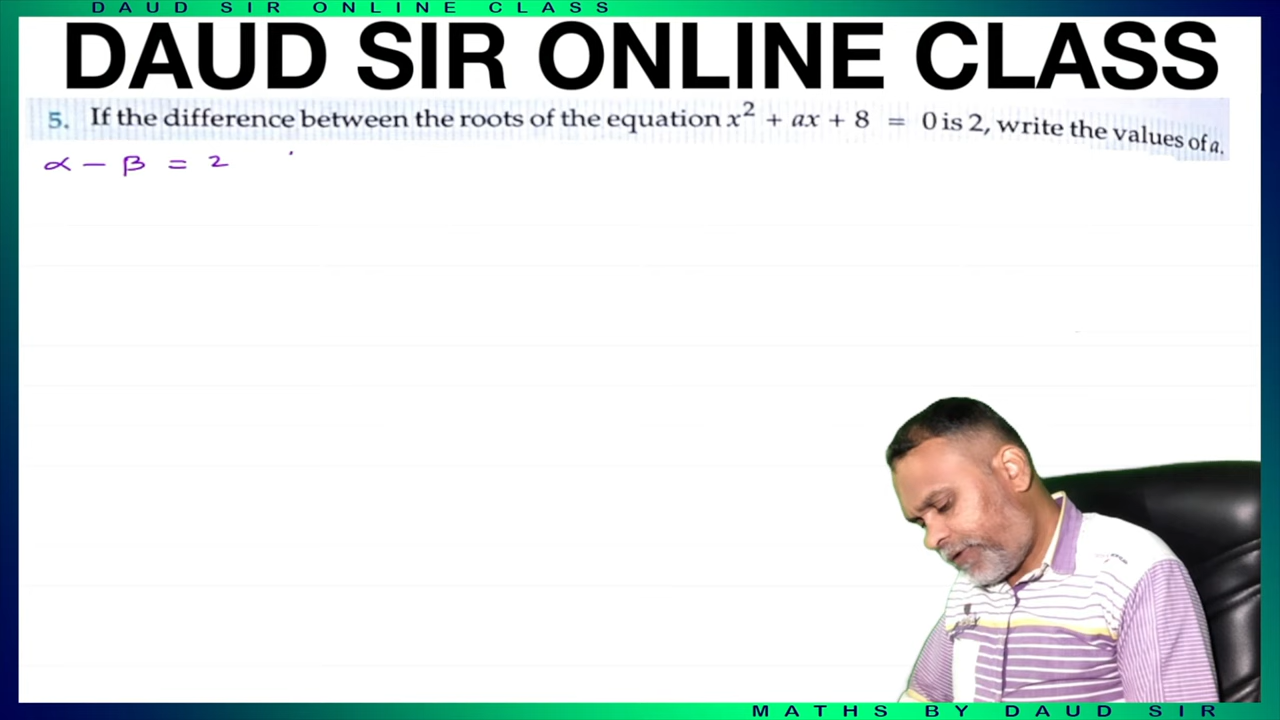 DAUD SIR ONLINE CLASS
DAUD SIR ONLINE CLASS
5. If the difference between the roots of the equation x² + ax + 8 = 0 is 2, write the values of a.
α − β = 2
MATHS BY DAUD SIR